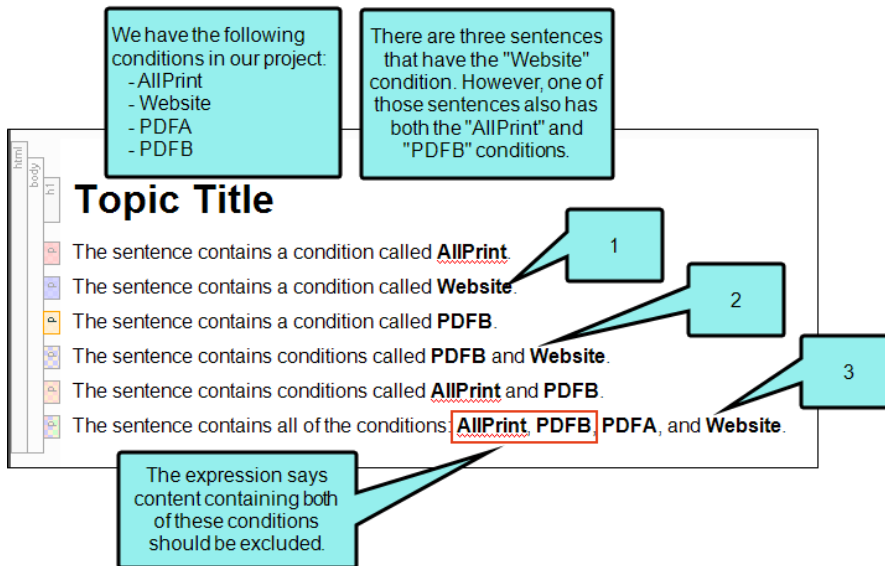 We have the following
conditions in our project:
- AllPrint
- Website
- PDFA
- PDFB
There are three sentences
that have the "Website"
condition. However, one of
those sentences also has
both the "AllPrint" and
"PDFB" conditions.
html
body
h1
Topic Title
p
The sentence contains a condition called AllPrint.
1
p
The sentence contains a condition called Website.
2
p
The sentence contains a condition called PDFB.
p
The sentence contains conditions called PDFB and Website.
3
p
The sentence contains conditions called AllPrint and PDFB.
p
The sentence contains all of the conditions: AllPrint, PDFB, PDFA, and Website.
The expression says
content containing both
of these conditions
should be excluded.